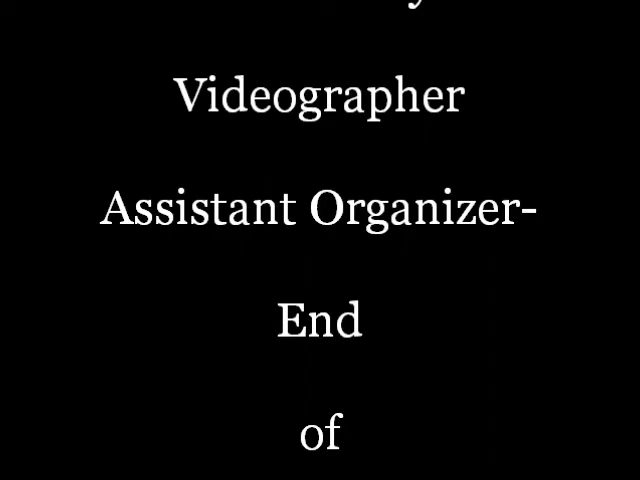 Videographer
Assistant Organizer-
End
of